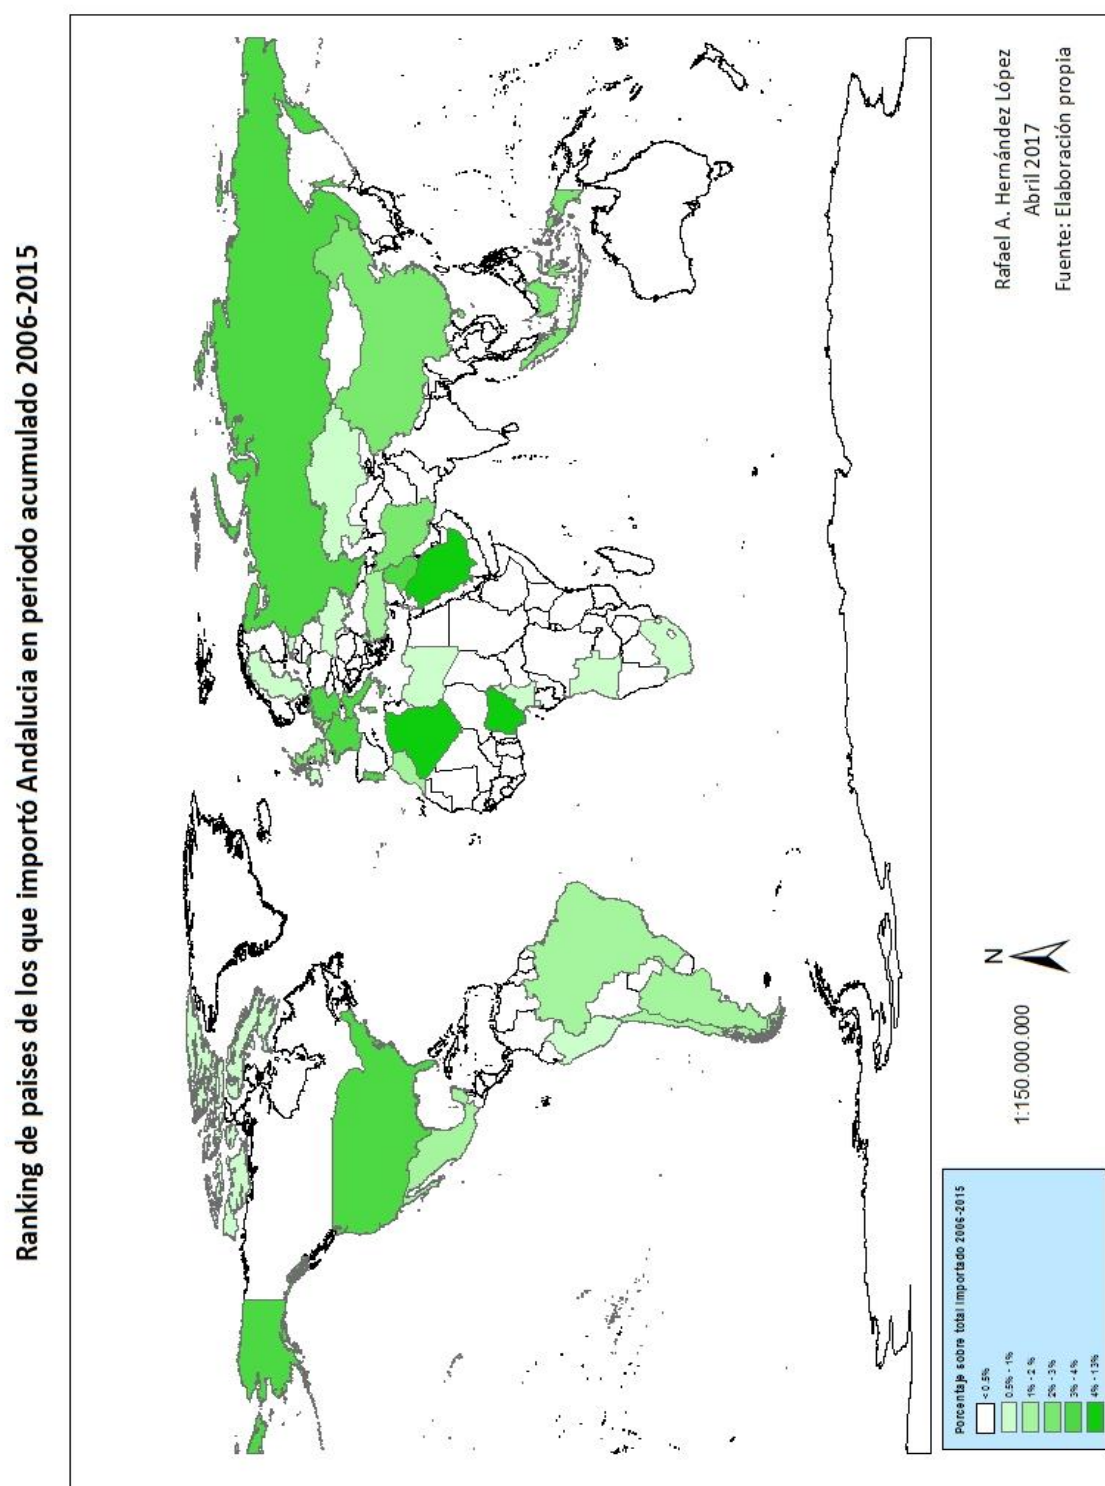 Ranking de paises de los que importó Andalucia en periodo acumulado 2006-2015
N
1:150.000.000
Rafael A. Hernández López
Abril 2017
Fuente: Elaboración propia
Porcentaje sobre total importado 2006-2015
< 0.5%
0.5% - 1%
1% - 2 %
2% - 3%
3% - 4%
4% - 13%